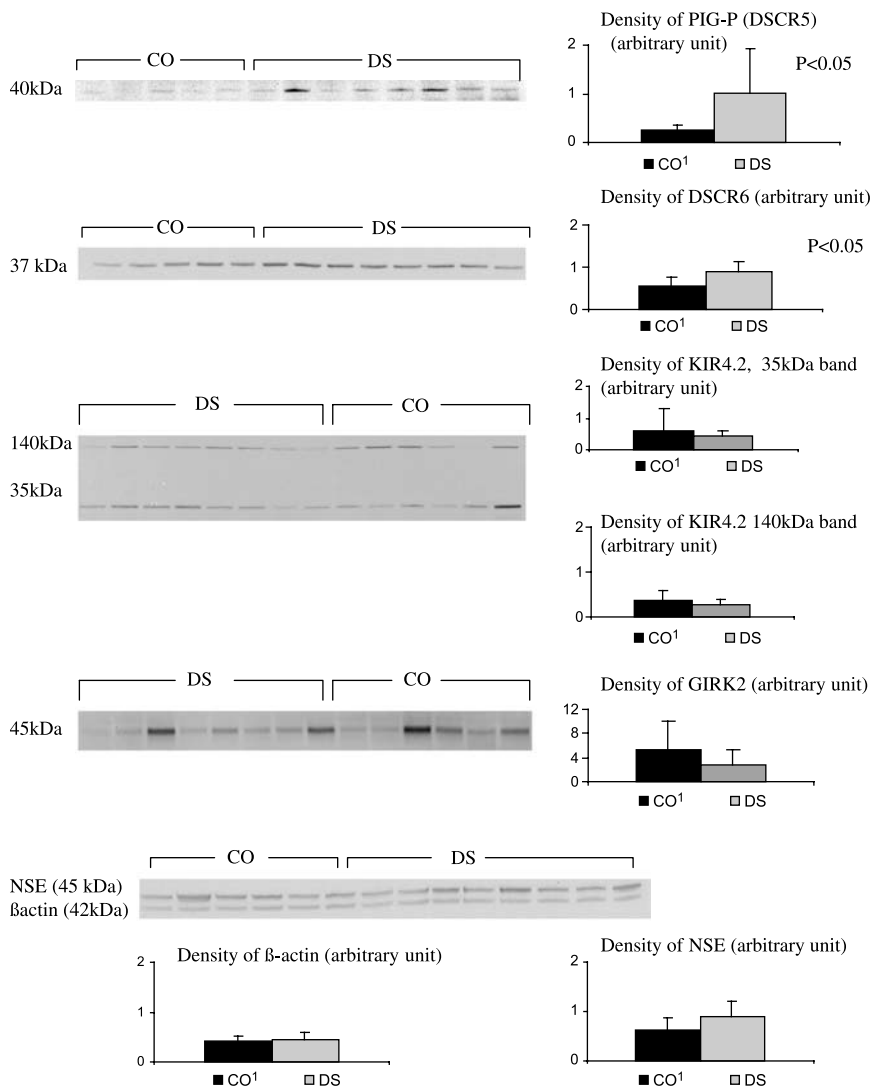 Density of PIG-P (DSCR5)
(arbitrary unit)
CO DS
40kDa
2
1
0
P<0.05
■ CO¹ ■ DS
Density of DSCR6 (arbitrary unit)
CO DS
37 kDa
2
1
0
P<0.05
■ CO¹ ■ DS
Density of KIR4.2, 35kDa band
(arbitrary unit)
DS CO
140kDa
35kDa
2
1
0
CO¹ DS
Density of KIR4.2 140kDa band
(arbitrary unit)
2
1
0
CO¹ DS
Density of GIRK2 (arbitrary unit)
DS CO
45kDa
12
8
4
0
CO¹ DS
CO DS
NSE (45 kDa)
ßactin (42kDa)
Density of ß-actin (arbitrary unit)
2
1
0
CO¹ DS
Density of NSE (arbitrary unit)
2
1
0
CO¹ DS